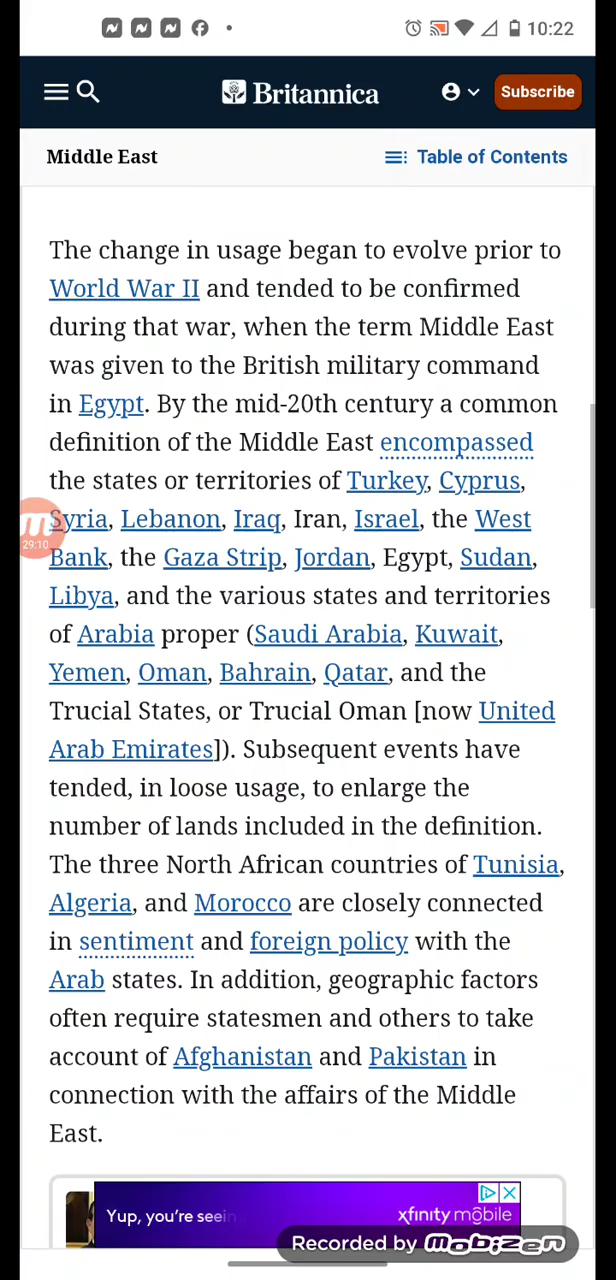 10:22
Britannica
Subscribe
Middle East
Table of Contents
The change in usage began to evolve prior to
World War II and tended to be confirmed
during that war, when the term Middle East
was given to the British military command
in Egypt. By the mid-20th century a common
definition of the Middle East encompassed
the states or territories of Turkey, Cyprus,
Syria, Lebanon, Iraq, Iran, Israel, the West
Bank, the Gaza Strip, Jordan, Egypt, Sudan,
29:10
Libya, and the various states and territories
of Arabia proper (Saudi Arabia, Kuwait,
Yemen, Oman, Bahrain, Qatar, and the
Trucial States, or Trucial Oman [now United
Arab Emirates]). Subsequent events have
tended, in loose usage, to enlarge the
number of lands included in the definition.
The three North African countries of Tunisia,
Algeria, and Morocco are closely connected
in sentiment and foreign policy with the
Arab states. In addition, geographic factors
often require statesmen and others to take
account of Afghanistan and Pakistan in
connection with the affairs of the Middle
East.
Yup, you're seein
xfinity mobile
Recorded by mobizen